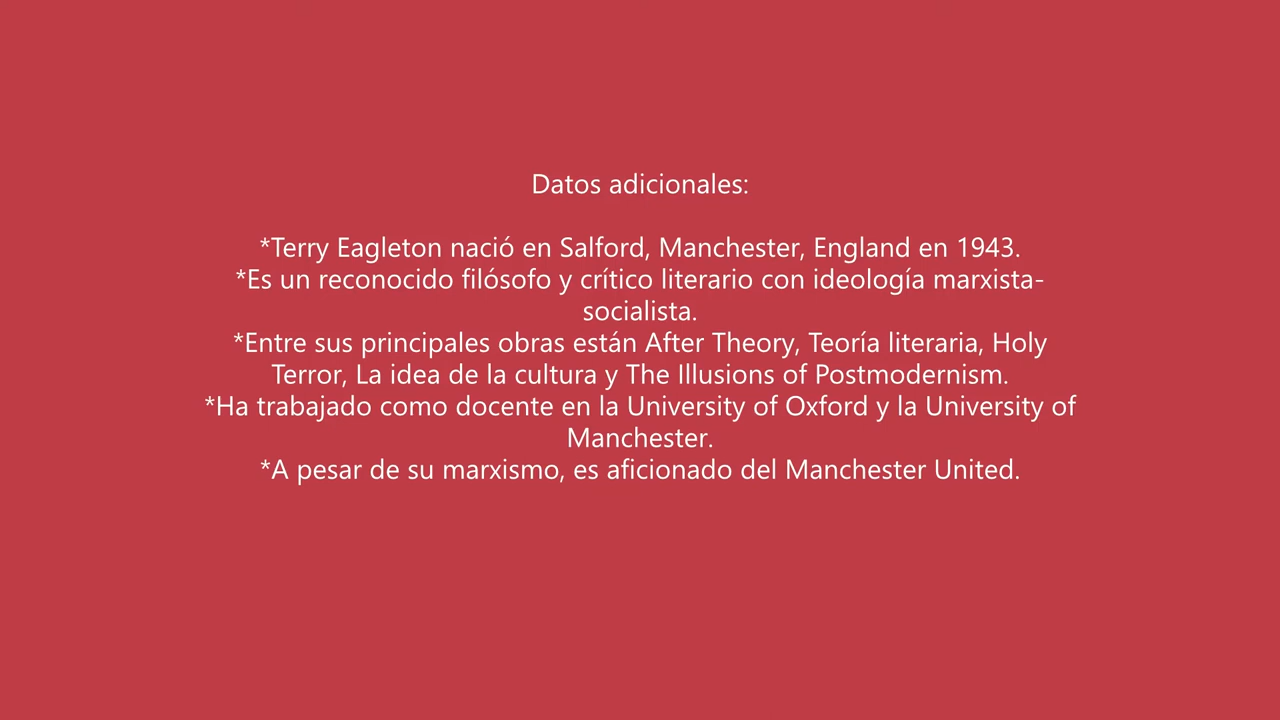 Datos adicionales:
*Terry Eagleton nació en Salford, Manchester, England en 1943.
*Es un reconocido filósofo y crítico literario con ideología marxista-
socialista.
*Entre sus principales obras están After Theory, Teoría literaria, Holy
Terror, La idea de la cultura y The Illusions of Postmodernism.
*Ha trabajado como docente en la University of Oxford y la University of
Manchester.
*A pesar de su marxismo, es aficionado del Manchester United.